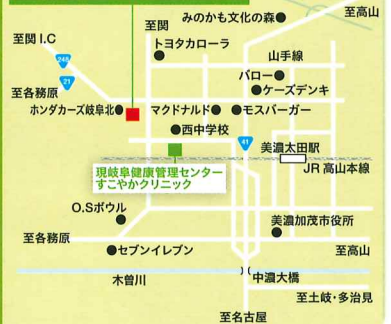 みのかも文化の森
至高山
至関
至関 I.C
トヨタカローラ
山手線
248
バロー
21
ケーズデンキ
至各務原
ホンダカーズ岐阜北
マクドナルド
モスバーガー
西中学校
41
美濃太田駅
JR 高山本線
現岐阜健康管理センター
すこやかクリニック
O.Sボウル
美濃加茂市役所
至各務原
セブンイレブン
至高山
木曽川
中濃大橋
至土岐・多治見
至名古屋